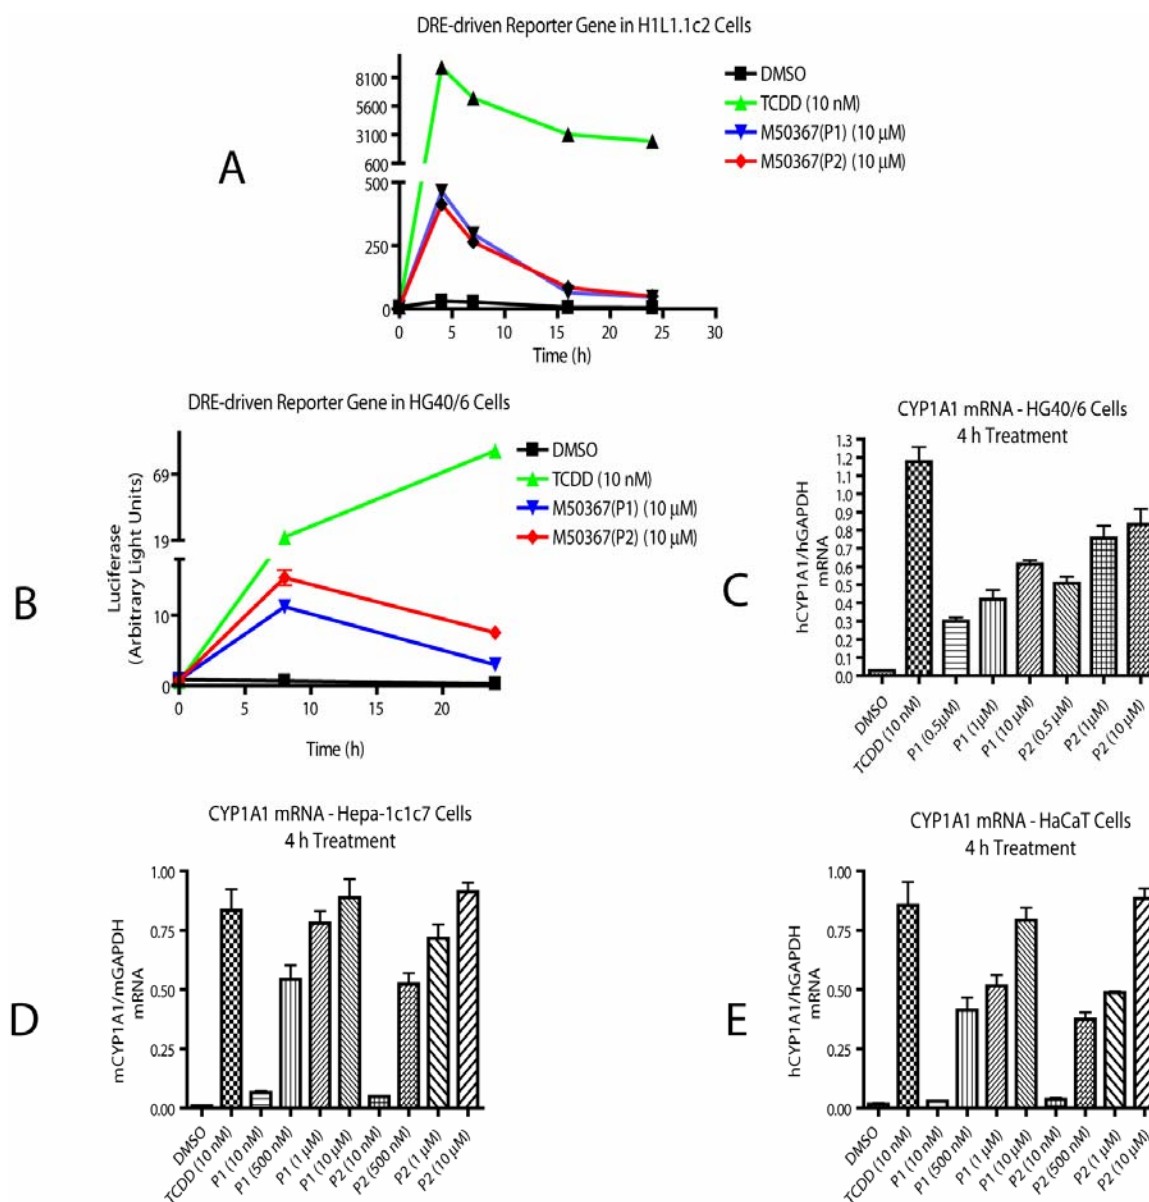 DRE-driven Reporter Gene in H1L1.1c2 Cells
A
8100
5600
3100
600
500
250
0
0 5 10 15 20 25 30
Time (h)
DMSO
TCDD (10 nM)
M50367(P1) (10 µM)
M50367(P2) (10 µM)
DRE-driven Reporter Gene in HG40/6 Cells
B
Luciferase
(Arbitrary Light Units)
69
19
10
0
0 5 10 15 20
Time (h)
DMSO
TCDD (10 nM)
M50367(P1) (10 µM)
M50367(P2) (10 µM)
CYP1A1 mRNA - HG40/6 Cells
4 h Treatment
C
hCYP1A1/hGAPDH
mRNA
1.3
1.2
1.1
1.0
0.9
0.8
0.7
0.6
0.5
0.4
0.3
0.2
0.1
0.0
DMSO
TCDD (10 nM)
P1 (0.5µM)
P1 (1µM)
P1 (10 µM)
P2 (0.5 µM)
P2 (1µM)
P2 (10 µM)
CYP1A1 mRNA - Hepa-1c1c7 Cells
4 h Treatment
D
mCYP1A1/mGAPDH
mRNA
1.00
0.75
0.50
0.25
0.00
DMSO
TCDD (10 nM)
P1 (10 nM)
P1 (500 nM)
P1 (1 µM)
P1 (10 µM)
P2 (10 nM)
P2 (500 nM)
P2 (1 µM)
P2 (10 µM)
CYP1A1 mRNA - HaCaT Cells
4 h Treatment
E
hCYP1A1/hGAPDH
mRNA
1.00
0.75
0.50
0.25
0.00
DMSO
TCDD (10 nM)
P1 (10 nM)
P1 (500 nM)
P1 (1 µM)
P1 (10 µM)
P2 (10 nM)
P2 (500 nM)
P2 (1 µM)
P2 (10 µM)